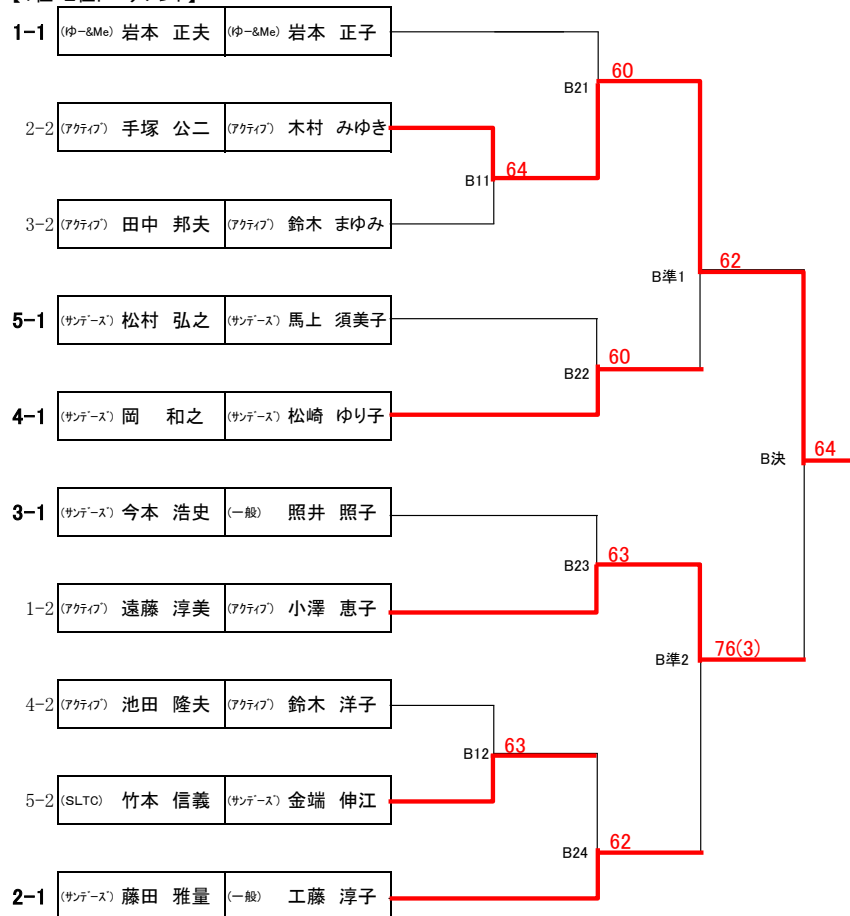 1-1 (ゆー&Me) 岩本 正夫 (ゆー&Me) 岩本 正子
60
B21
2-2 (アクティブ) 手塚 公二 (アクティブ) 木村 みゆき
64
B11
3-2 (アクティブ) 田中 邦夫 (アクティブ) 鈴木 まゆみ
62
B準1
5-1 (サンデーズ) 松村 弘之 (サンデーズ) 馬上 須美子
60
B22
4-1 (サンデーズ) 岡 和之 (サンデーズ) 松崎 ゆり子
64
B決
3-1 (サンデーズ) 今本 浩史 (一般) 照井 照子
63
B23
1-2 (アクティブ) 遠藤 淳美 (アクティブ) 小澤 恵子
76(3)
B準2
4-2 (アクティブ) 池田 隆夫 (アクティブ) 鈴木 洋子
63
B12
5-2 (SLTC) 竹本 信義 (サンデーズ) 金端 伸江
62
B24
2-1 (サンデーズ) 藤田 雅量 (一般) 工藤 淳子